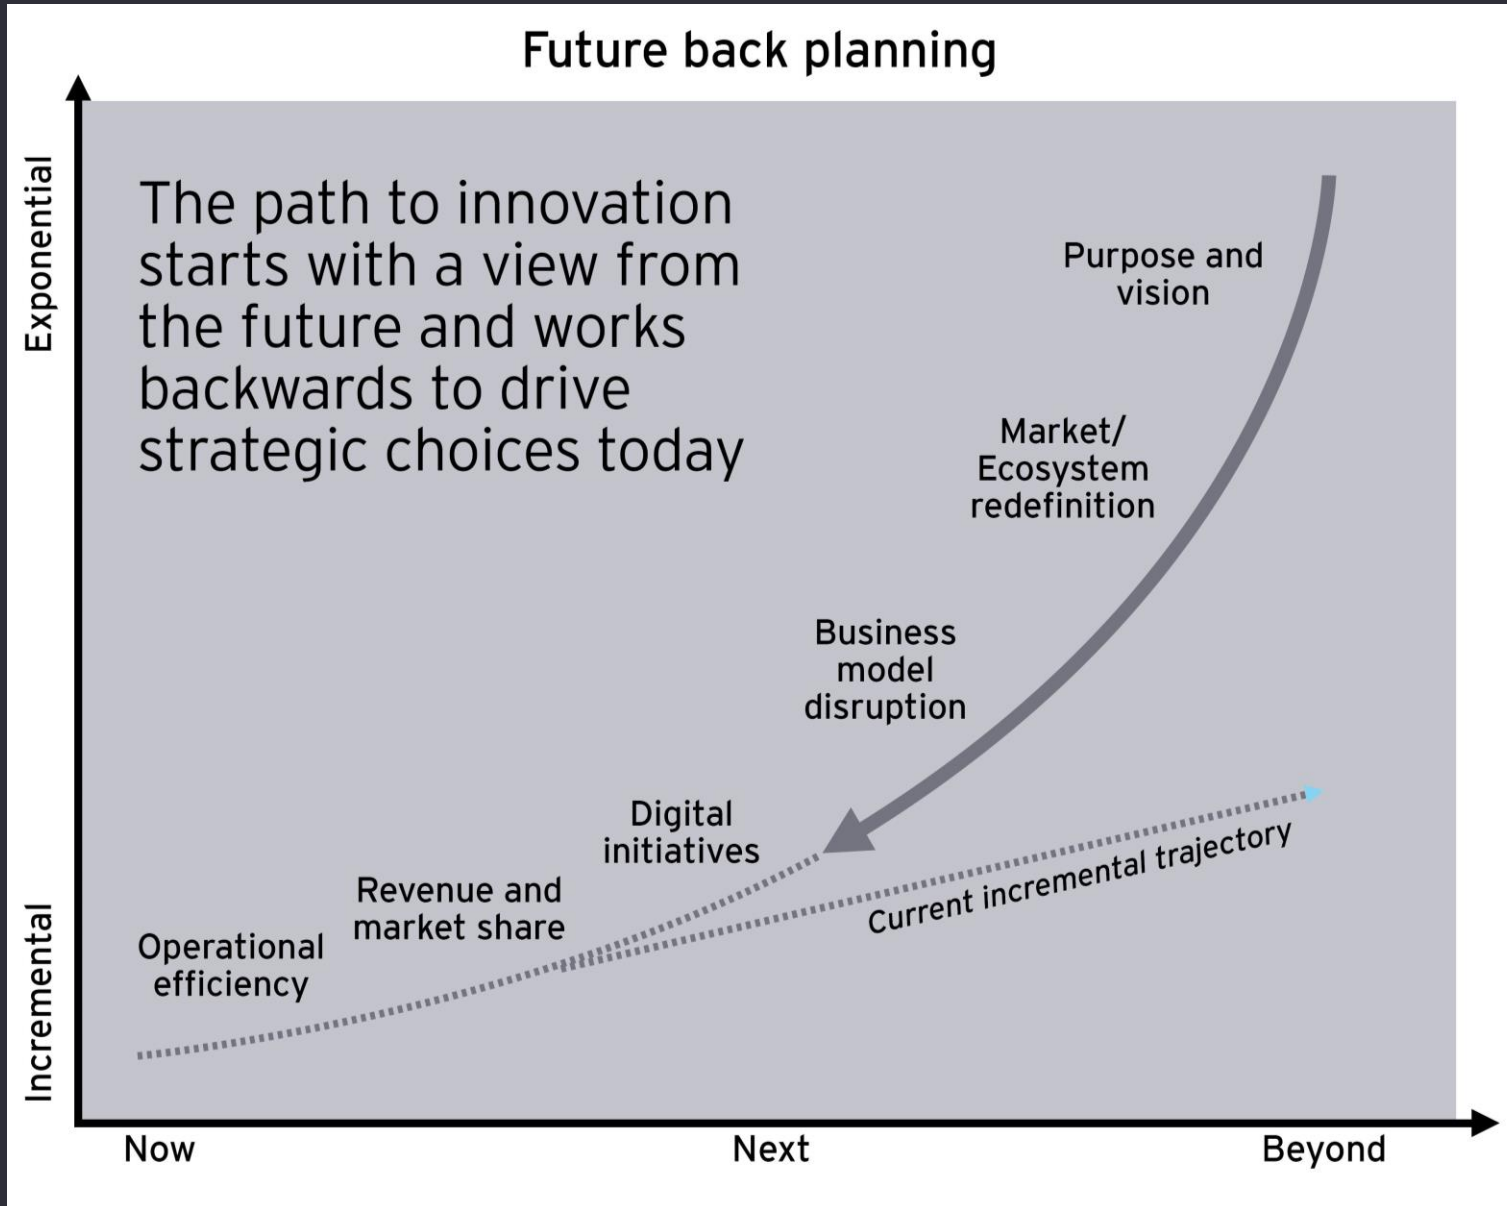 Future back planning
Exponential
Incremental
The path to innovation
starts with a view from
the future and works
backwards to drive
strategic choices today
Purpose and
vision
Market/
Ecosystem
redefinition
Business
model
disruption
Digital
initiatives
Revenue and
market share
Operational
efficiency
Current incremental trajectory
Now
Next
Beyond